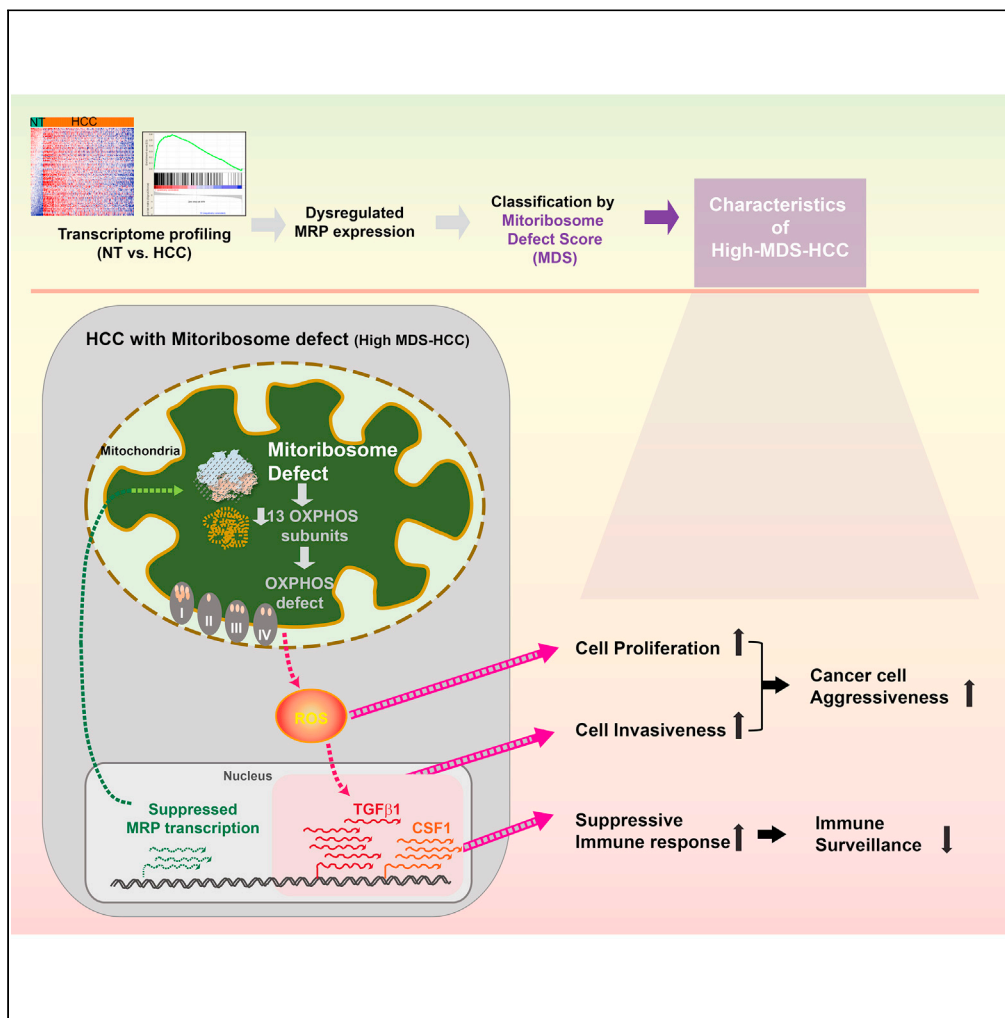 NT HCC
Transcriptome profiling
(NT vs. HCC)
Dysregulated
MRP expression
Classification by
Mitoribosome
Defect Score
(MDS)
Characteristics
of
High-MDS-HCC
HCC with Mitoribosome defect (High MDS-HCC)
Mitochondria
Mitoribosome
Defect
13 OXPHOS
subunits
OXPHOS
defect
I
II
III
IV
ROS
Nucleus
Suppressed
MRP transcription
TGFβ1
CSF1
Cell Proliferation
Cell Invasiveness
Cancer cell
Aggressiveness
Suppressive
Immune response
Immune
Surveillance